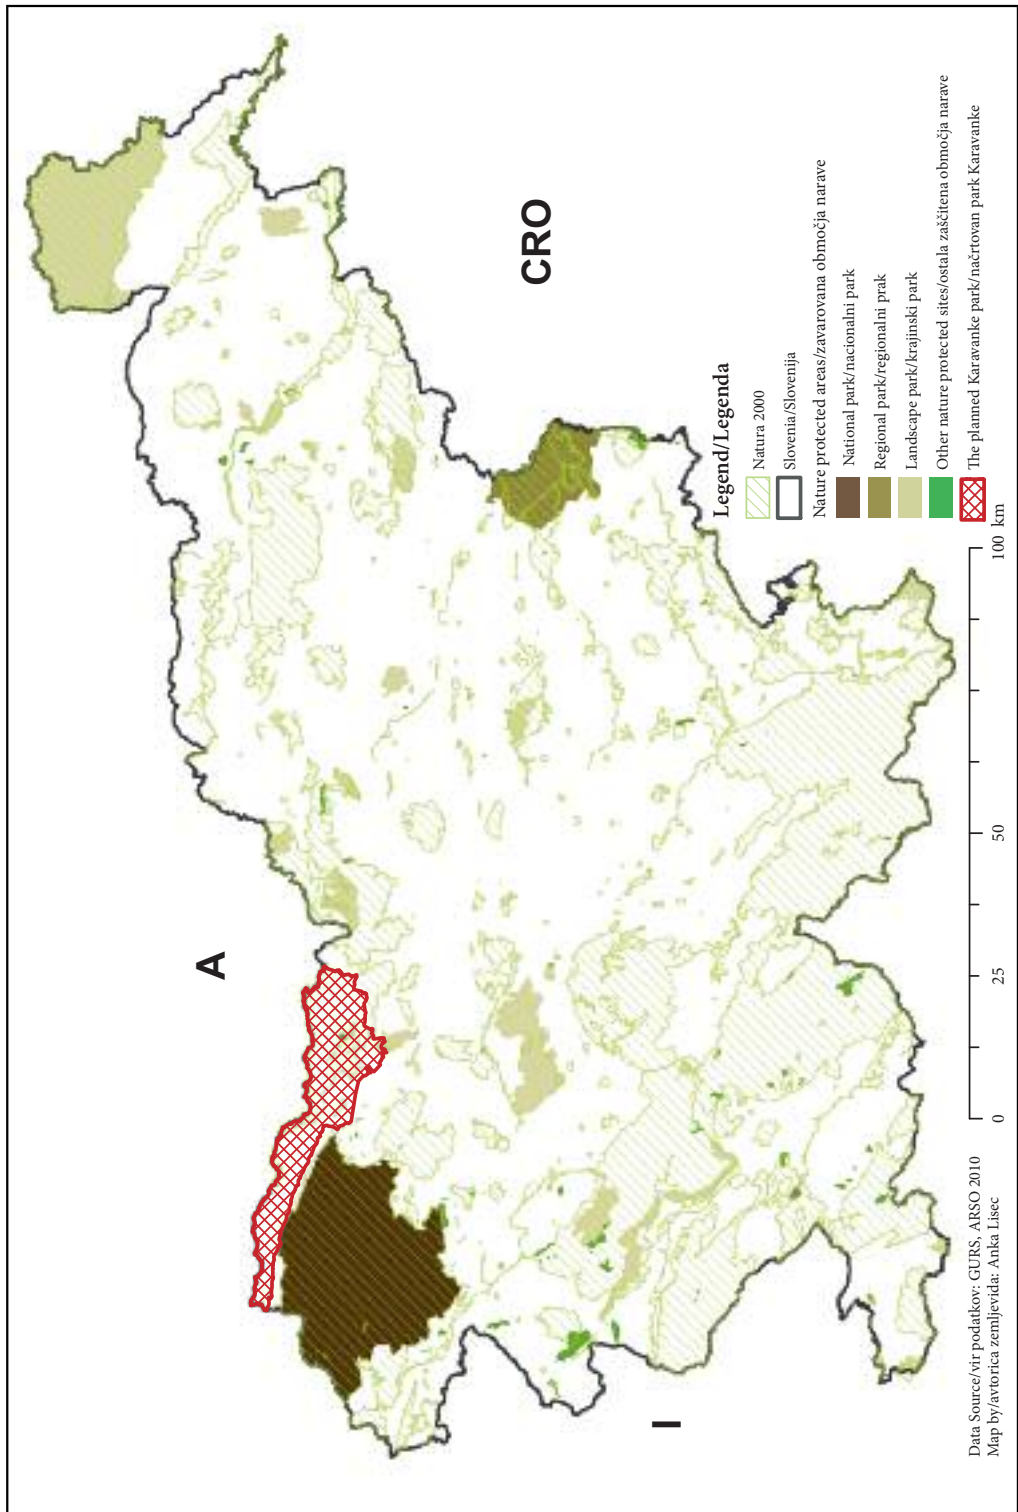 A
CRO
I
Legend/Legenda
Natura 2000
Slovenia/Slovenija
Nature protected areas/zavarovana območja narave
National park/nacionalni park
Regional park/regionalni prak
Landscape park/krajinski park
Other nature protected sites/ostala zaščitena območja narave
The planned Karavanke park/načrtovan park Karavanke
0 25 50 100 km
Data Source/vir podatkov: GURS, ARSO 2010
Map by/avtorica zemljevida: Anka Lisec